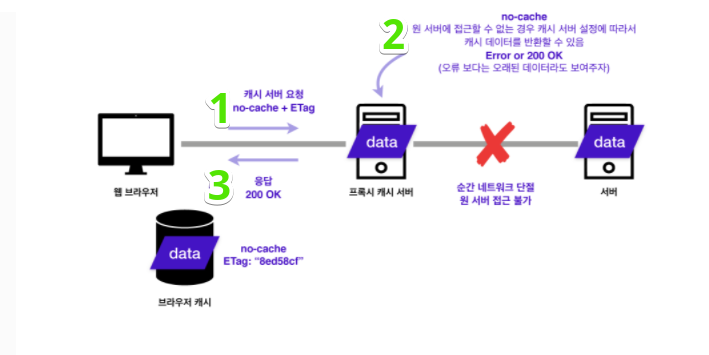 no-cache
원 서버에 접근할 수 없는 경우 캐시 서버 설정에 따라서
캐시 데이터를 반환할 수 있음
Error or 200 OK
(오류 보다는 오래된 데이터라도 보여주자)
2
1
캐시 서버 요청
no-cache + ETag
data
data
3
응답
200 OK
웹 브라우저
프록시 캐시 서버
순간 네트워크 단절
원 서버 접근 불가
서버
data
no-cache
ETag: “8ed58cf”
브라우저 캐시